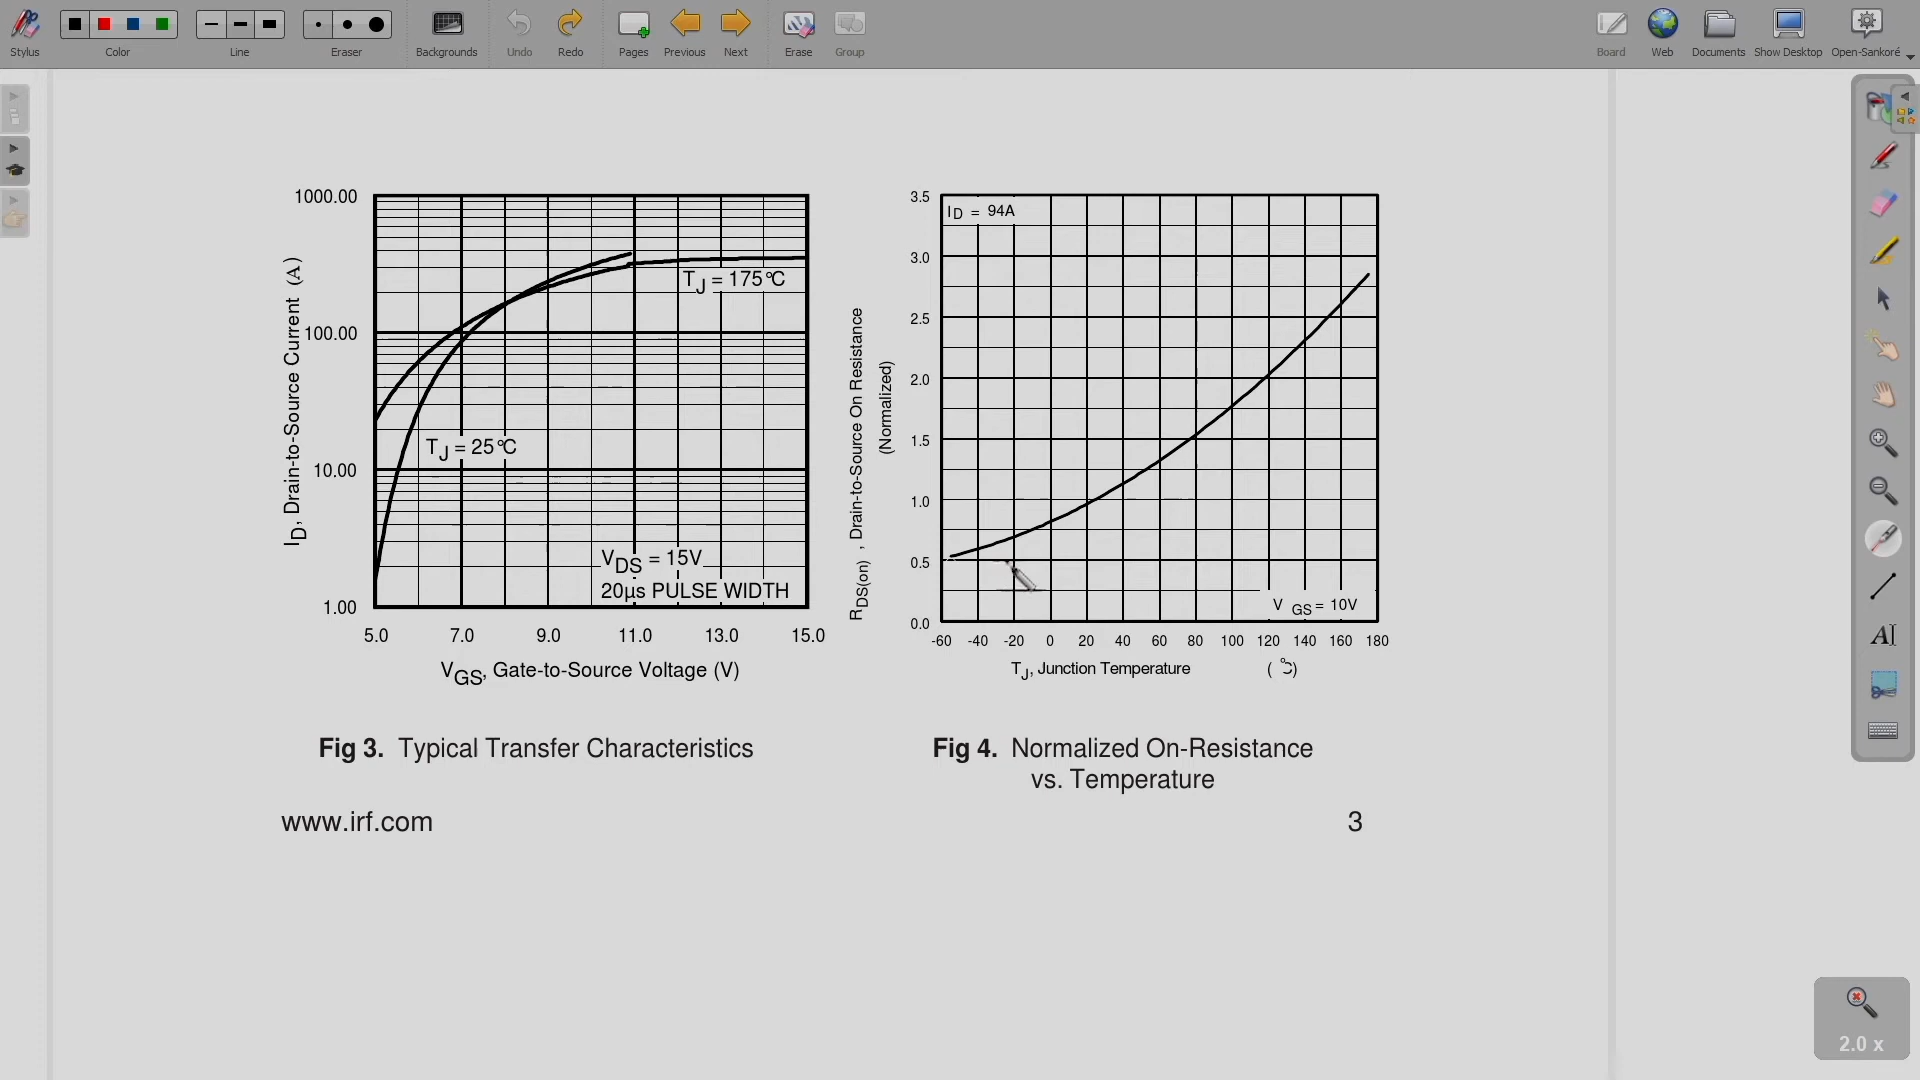 Stylus
Color
Line
Eraser
Backgrounds
Undo
Redo
Pages
Previous
Next
Erase
Group
Board
Web
Documents
Show Desktop
Open-Sankoré
1000.00
100.00
10.00
1.00
ID, Drain-to-Source Current (A)
TJ = 175°C
TJ = 25°C
VDS = 15V
20µs PULSE WIDTH
5.0 7.0 9.0 11.0 13.0 15.0
VGS, Gate-to-Source Voltage (V)
Fig 3. Typical Transfer Characteristics
3.5
3.0
2.5
2.0
1.5
1.0
0.5
0.0
RDS(on) , Drain-to-Source On Resistance
(Normalized)
ID = 94A
VGS = 10V
-60 -40 -20 0 20 40 60 80 100 120 140 160 180
TJ, Junction Temperature (°C)
Fig 4. Normalized On-Resistance
vs. Temperature
www.irf.com
3
2.0 x